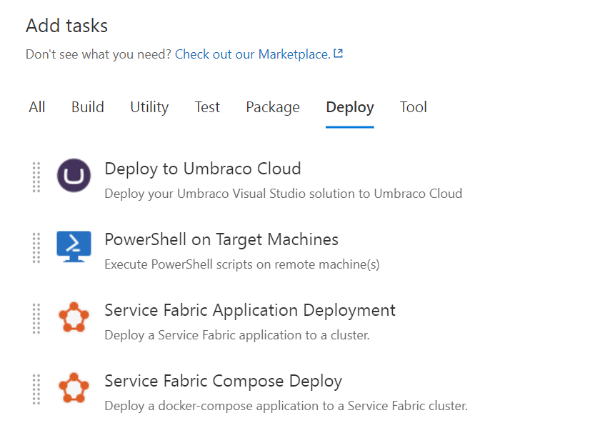 Add tasks
Don't see what you need? Check out our Marketplace.
All Build Utility Test Package Deploy Tool
Deploy to Umbraco Cloud
Deploy your Umbraco Visual Studio solution to Umbraco Cloud
PowerShell on Target Machines
Execute PowerShell scripts on remote machine(s)
Service Fabric Application Deployment
Deploy a Service Fabric application to a cluster.
Service Fabric Compose Deploy
Deploy a docker-compose application to a Service Fabric cluster.